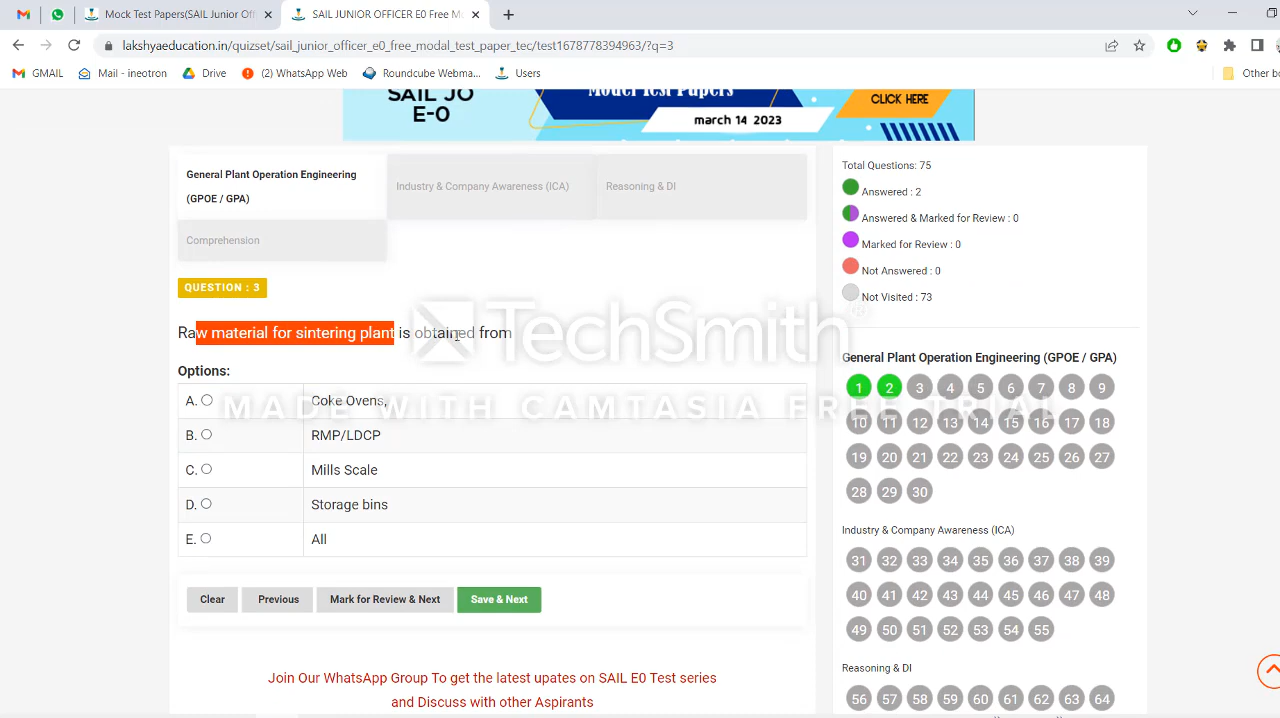 Mock Test Papers(SAIL Junior Off
SAIL JUNIOR OFFICER E0 Free Mo
lakshyaeducation.in/quizset/sail_junior_officer_e0_free_modal_test_paper_tec/test1678778394963/?q=3
GMAIL
Mail - ineotron
Drive
(2) WhatsApp Web
Roundcube Webma...
Users
Other bo
SAIL JO
E-0
Model Test Papers
march 14 2023
CLICK HERE
General Plant Operation Engineering
(GPOE / GPA)
Industry & Company Awareness (ICA)
Reasoning & DI
Comprehension
QUESTION : 3
Raw material for sintering plant is obtained from
Options:
A. Coke Ovens,
B. RMP/LDCP
C. Mills Scale
D. Storage bins
E. All
Clear
Previous
Mark for Review & Next
Save & Next
Join Our WhatsApp Group To get the latest upates on SAIL E0 Test series
and Discuss with other Aspirants
Total Questions: 75
Answered : 2
Answered & Marked for Review : 0
Marked for Review : 0
Not Answered : 0
Not Visited : 73
General Plant Operation Engineering (GPOE / GPA)
1 2 3 4 5 6 7 8 9
10 11 12 13 14 15 16 17 18
19 20 21 22 23 24 25 26 27
28 29 30
Industry & Company Awareness (ICA)
31 32 33 34 35 36 37 38 39
40 41 42 43 44 45 46 47 48
49 50 51 52 53 54 55
Reasoning & DI
56 57 58 59 60 61 62 63 64
TechSmith
MADE WITH CAMTASIA FREE TRIAL